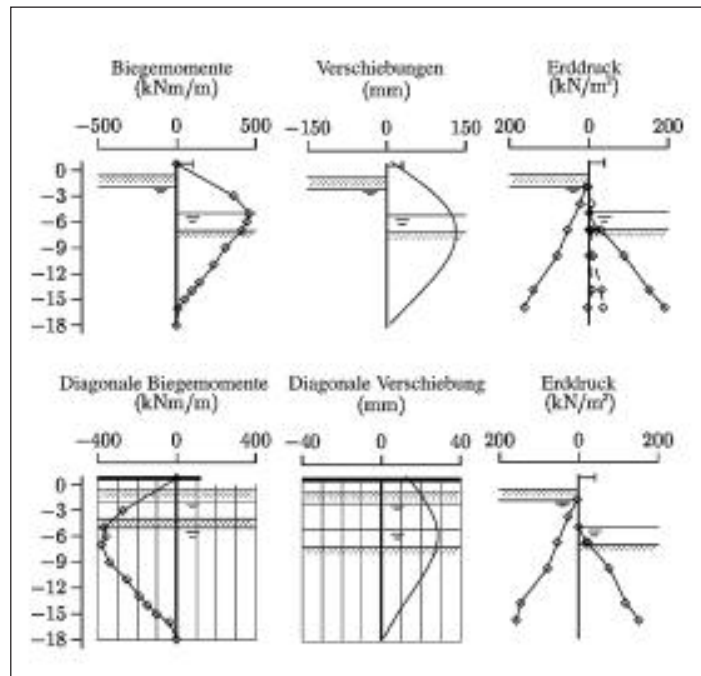 Biegemomente
(kNm/m)
Verschiebungen
(mm)
Erddruck
(kN/m²)
−500 0 500
−150 0 150
200 0 200
0
−3
−6
−9
−12
−15
−18
Diagonale Biegemomente
(kNm/m)
Diagonale Verschiebung
(mm)
Erddruck
(kN/m²)
−400 0 400
−40 0 40
200 0 200
0
−3
−6
−9
−12
−15
−18